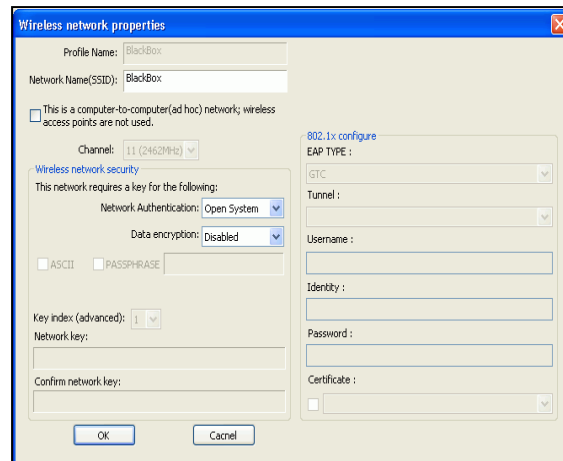 Wireless network properties
Profile Name: BlackBox
Network Name(SSID): BlackBox
This is a computer-to-computer(ad hoc) network; wireless
access points are not used.
Channel: 11 (2462MHz)
Wireless network security
This network requires a key for the following:
Network Authentication: Open System
Data encryption: Disabled
ASCII PASSPHRASE
Key index (advanced): 1
Network key:
Confirm network key:
OK Cacnel
802.1x configure
EAP TYPE :
GTC
Tunnel :
Username :
Identity :
Password :
Certificate :